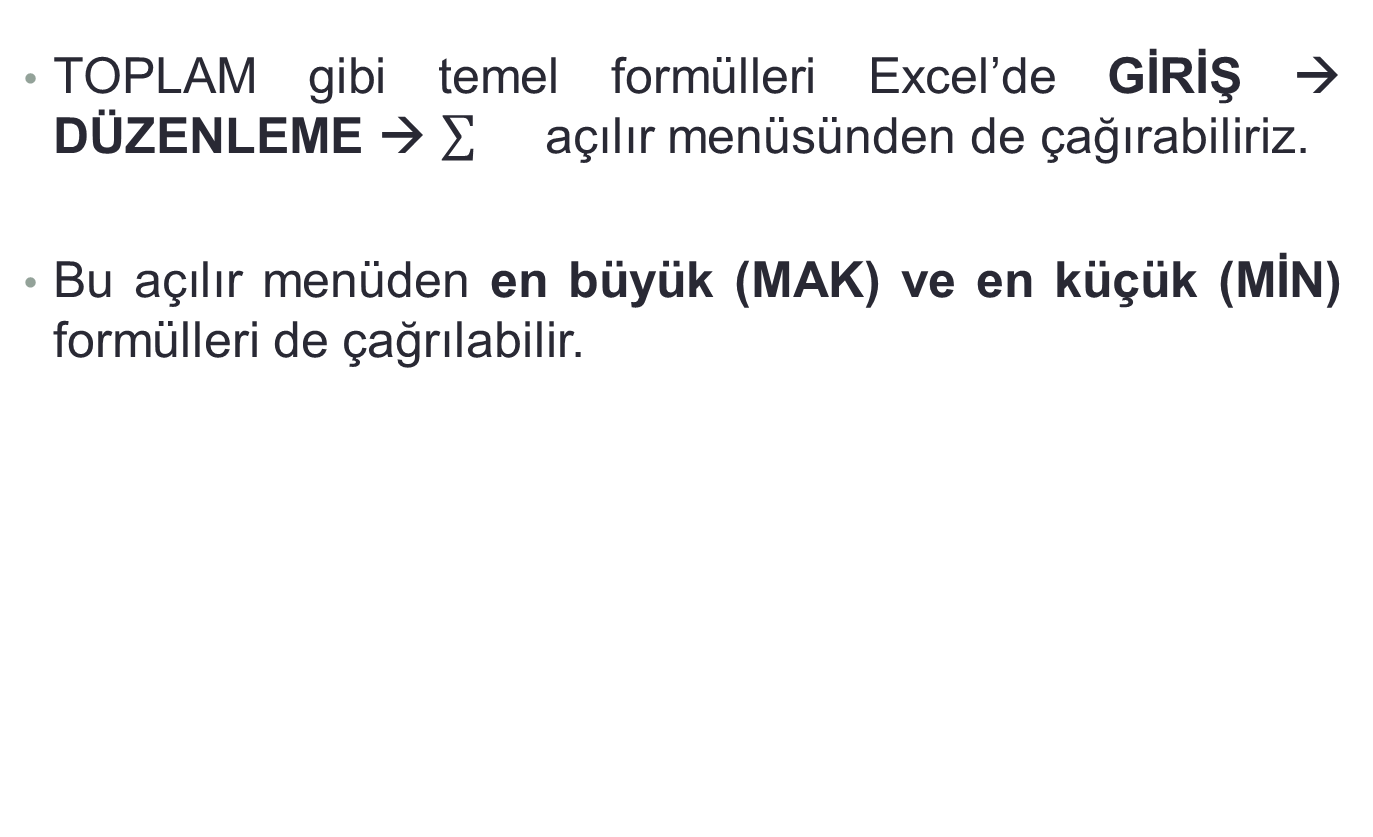 • TOPLAM gibi temel formülleri Excel’de GİRİŞ →
DÜZENLEME → ∑ açılır menüsünden de çağırabiliriz.
• Bu açılır menüden en büyük (MAK) ve en küçük (MİN)
formülleri de çağrılabilir.